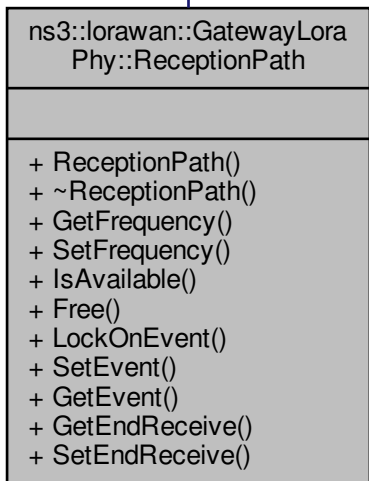 ns3::lorawan::GatewayLora
Phy::ReceptionPath
+ ReceptionPath()
+ ~ReceptionPath()
+ GetFrequency()
+ SetFrequency()
+ IsAvailable()
+ Free()
+ LockOnEvent()
+ SetEvent()
+ GetEvent()
+ GetEndReceive()
+ SetEndReceive()